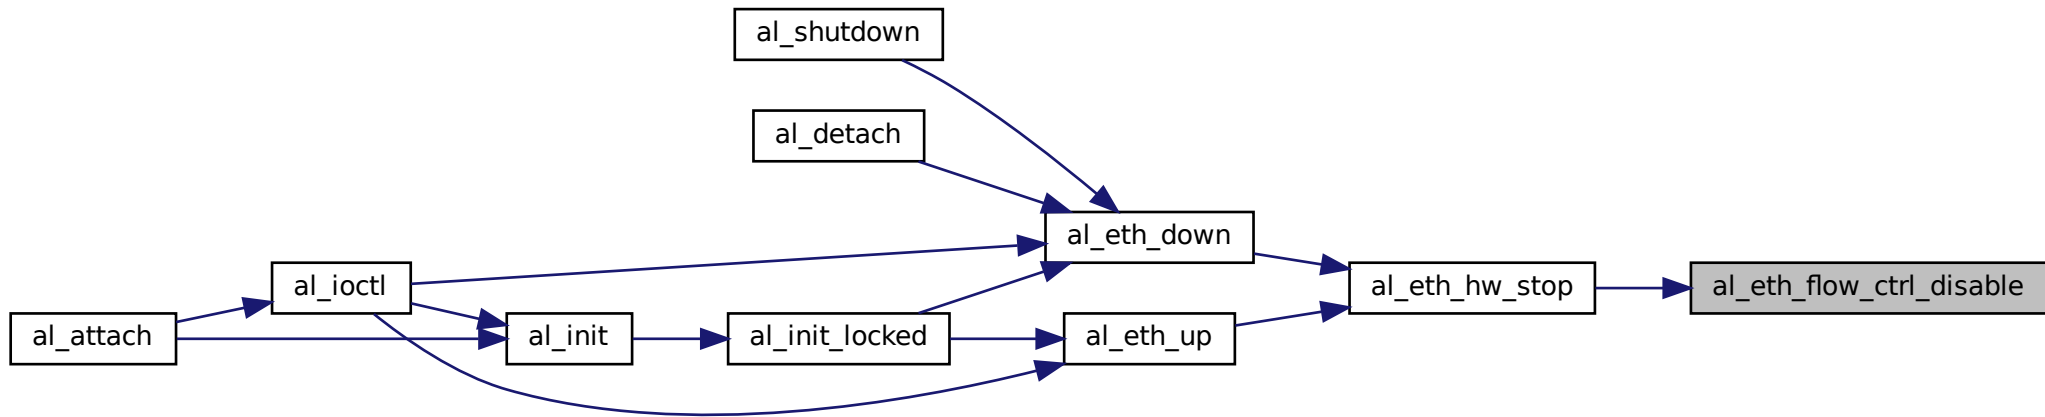 al_shutdown
al_detach
al_eth_down
al_ioctl
al_eth_hw_stop
al_eth_flow_ctrl_disable
al_attach
al_init
al_init_locked
al_eth_up